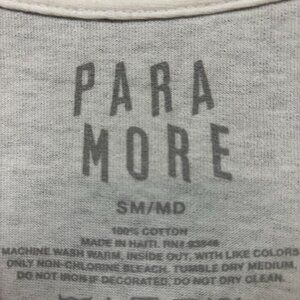 PARA
MORE
SM/MD
100% COTTON
MADE IN HAITI. RN# 93846
MACHINE WASH WARM, INSIDE OUT, WITH LIKE COLORS
ONLY NON-CHLORINE BLEACH. TUMBLE DRY MEDIUM.
DO NOT IRON IF DECORATED. DO NOT DRY CLEAN.